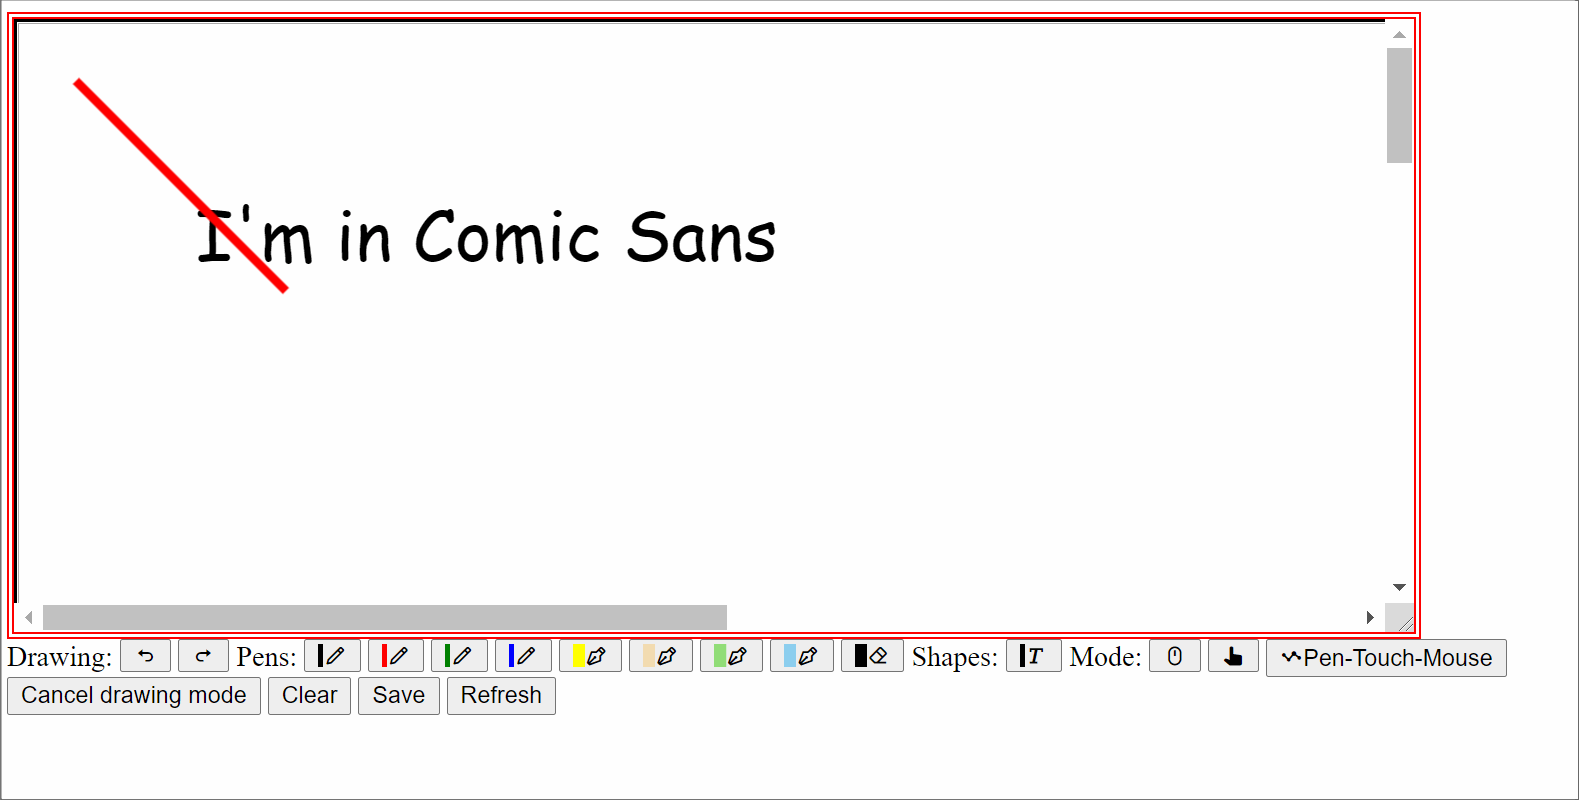 I'm in Comic Sans
Drawing: Pens: Shapes: T Mode: Pen-Touch-Mouse
Cancel drawing mode Clear Save Refresh